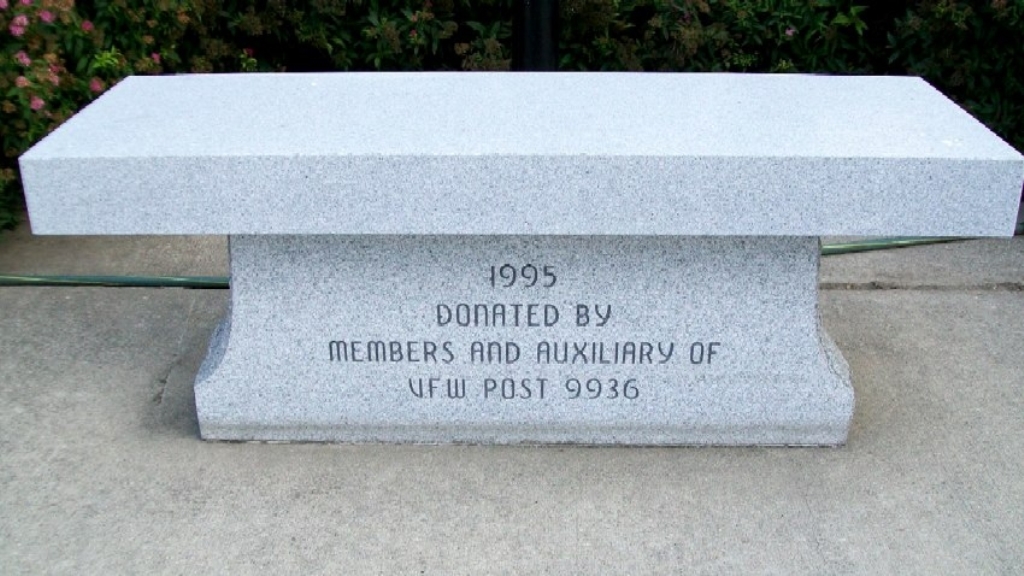 1995
DONATED BY
MEMBERS AND AUXILIARY OF
VFW POST 9936